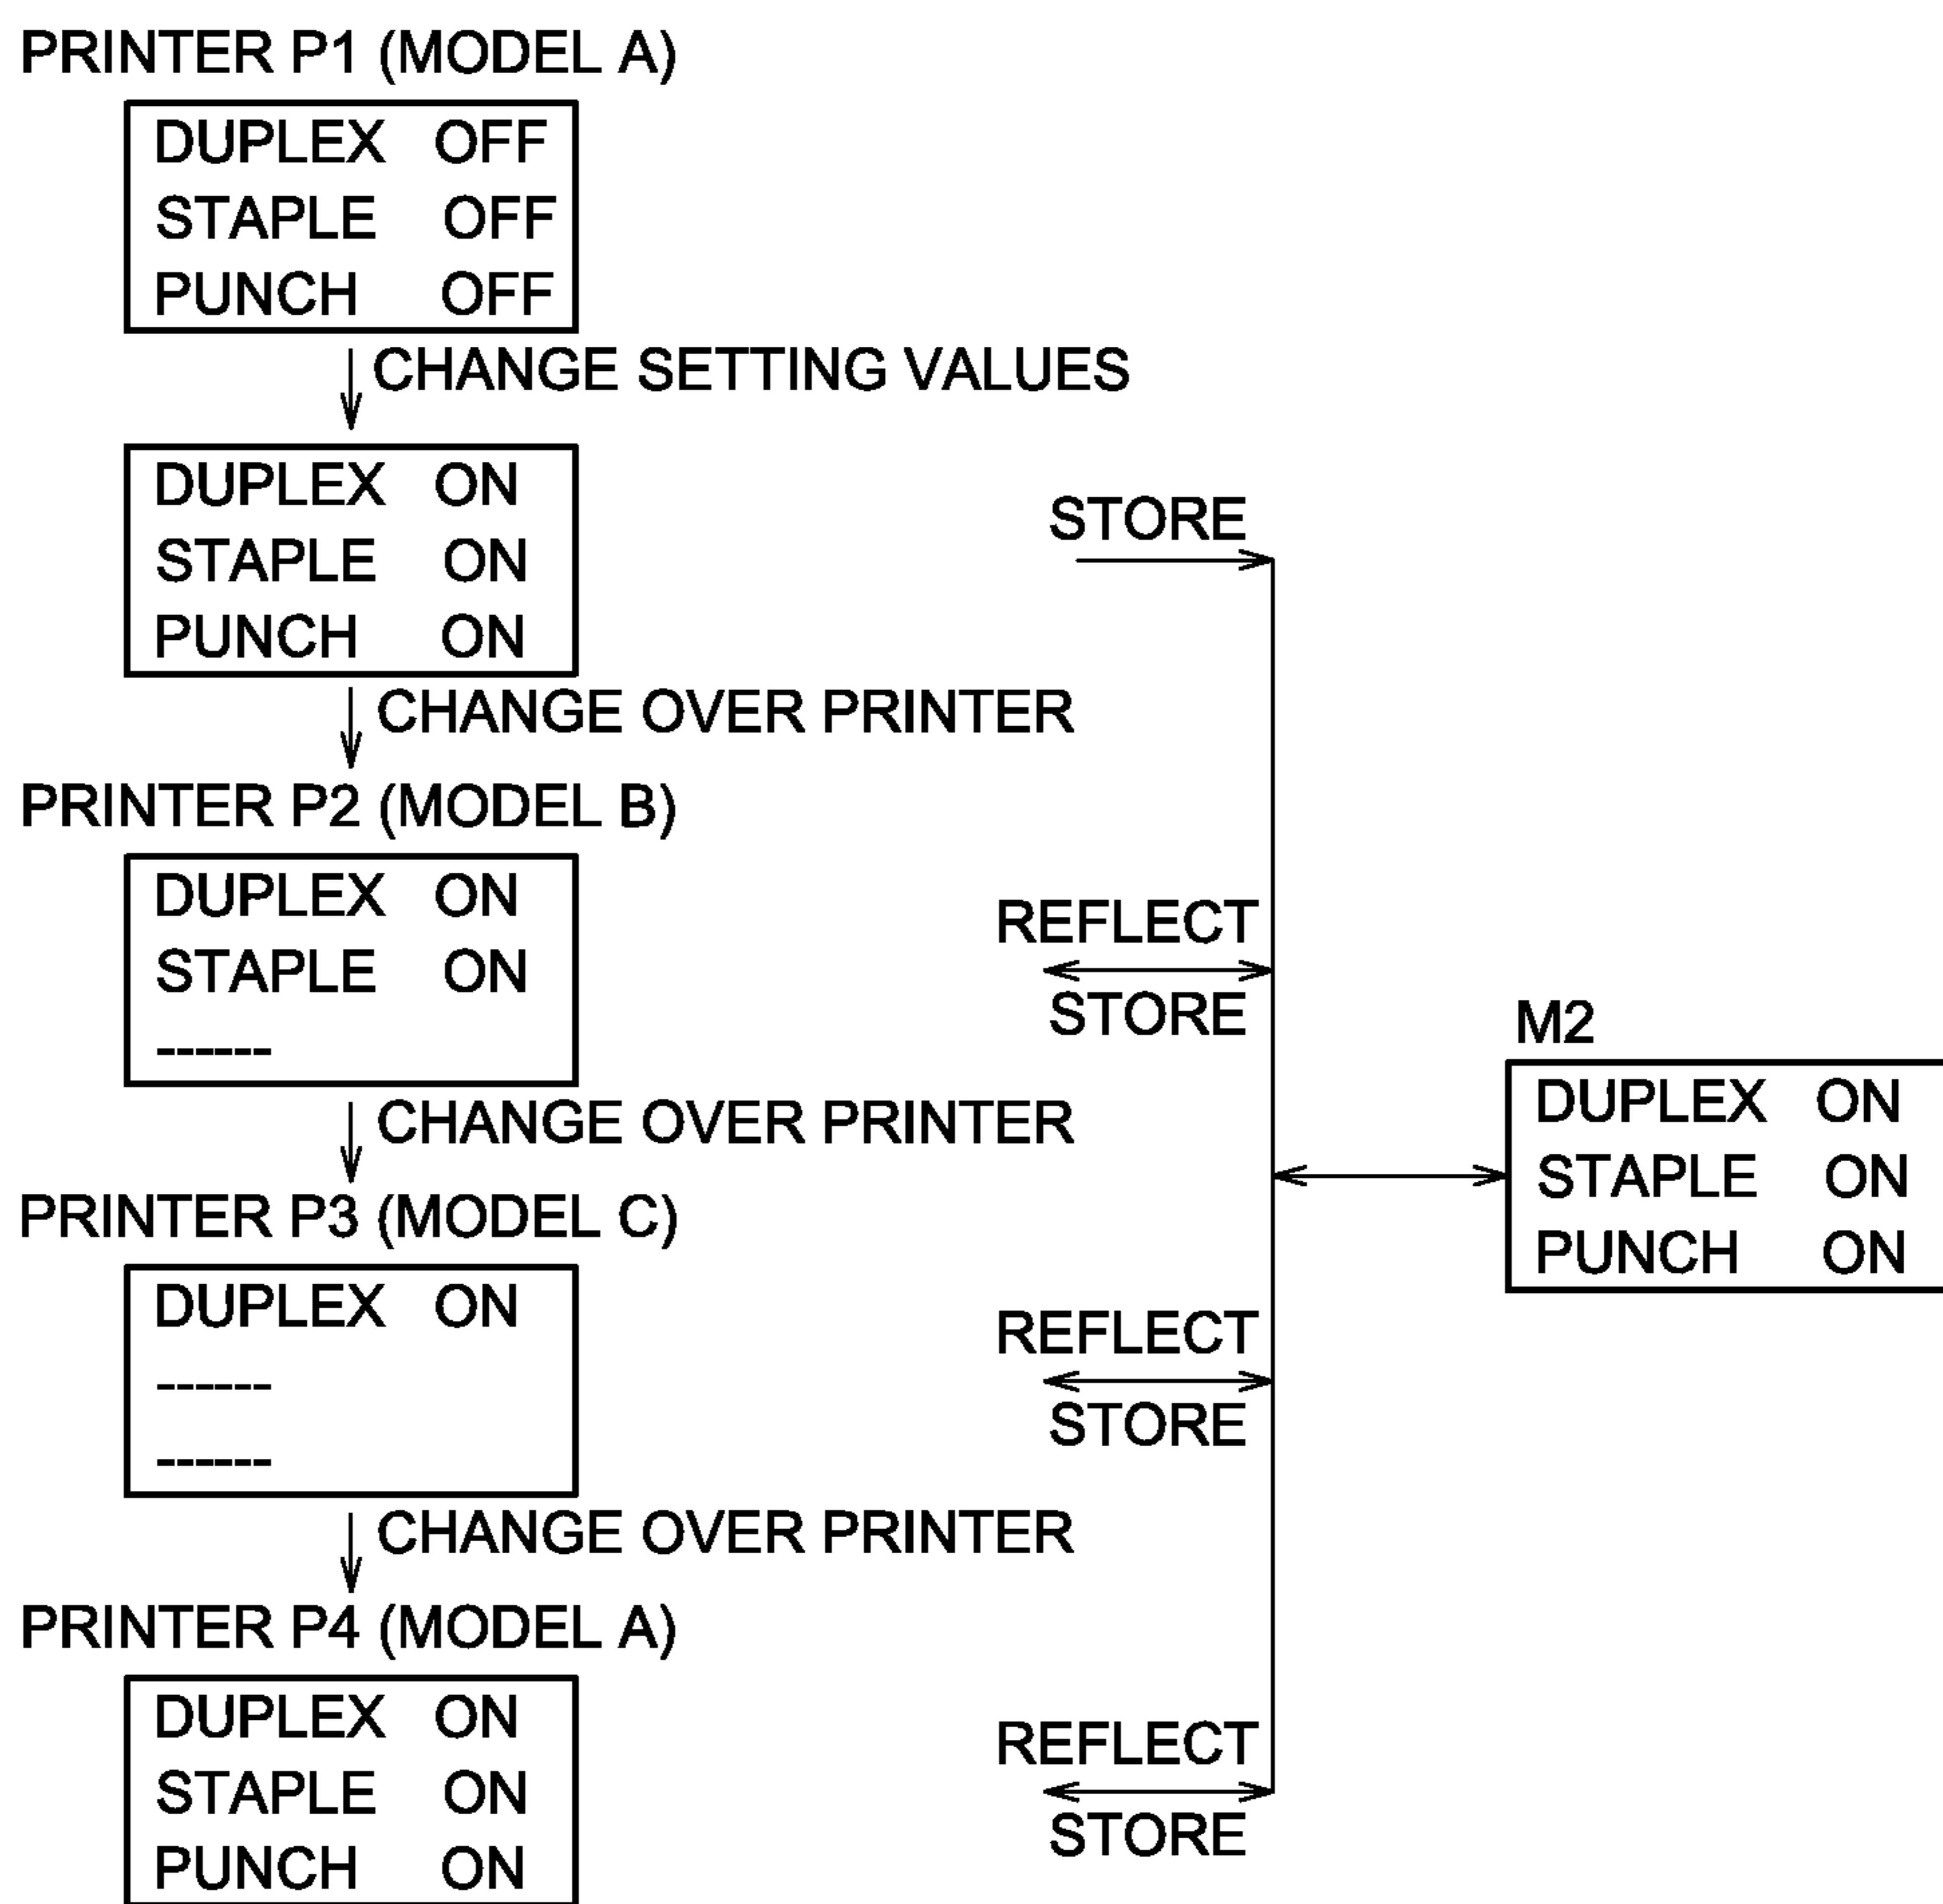 PRINTER P1 (MODEL A)
DUPLEX OFF
STAPLE OFF
PUNCH OFF
CHANGE SETTING VALUES
DUPLEX ON
STAPLE ON
PUNCH ON
STORE
CHANGE OVER PRINTER
PRINTER P2 (MODEL B)
DUPLEX ON
STAPLE ON
------
REFLECT
STORE
CHANGE OVER PRINTER
PRINTER P3 (MODEL C)
DUPLEX ON
------
------
REFLECT
STORE
M2
DUPLEX ON
STAPLE ON
PUNCH ON
CHANGE OVER PRINTER
PRINTER P4 (MODEL A)
DUPLEX ON
STAPLE ON
PUNCH ON
REFLECT
STORE